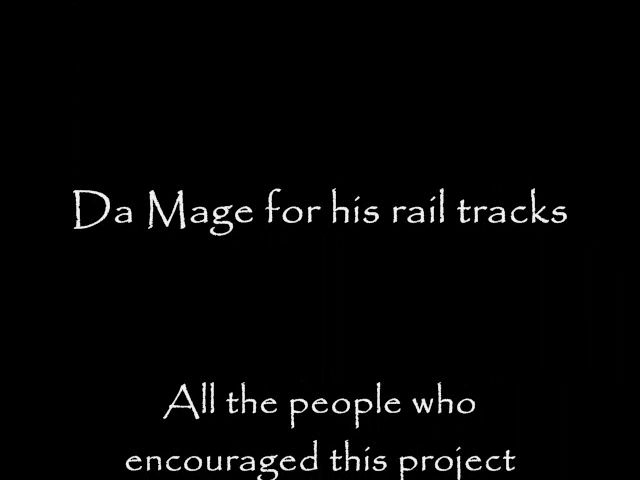 Da Mage for his rail tracks
All the people who
encouraged this project